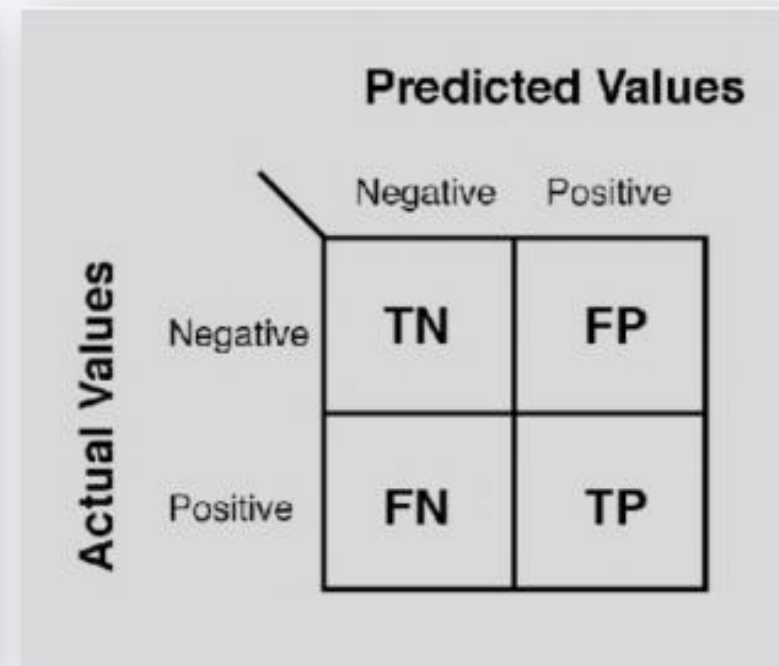 Predicted Values
Negative Positive
Actual Values
Negative TN FP
Positive FN TP